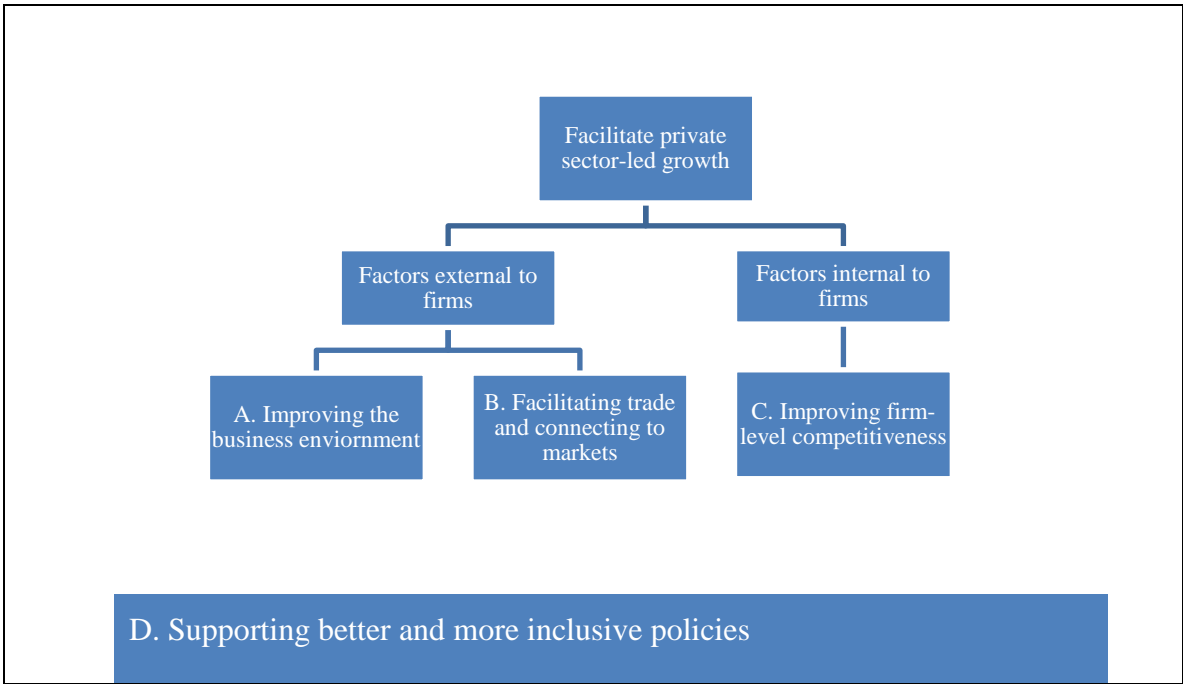 Facilitate private
sector-led growth
Factors external to
firms
Factors internal to
firms
A. Improving the
business enviornment
B. Facilitating trade
and connecting to
markets
C. Improving firm-
level competitiveness
D. Supporting better and more inclusive policies